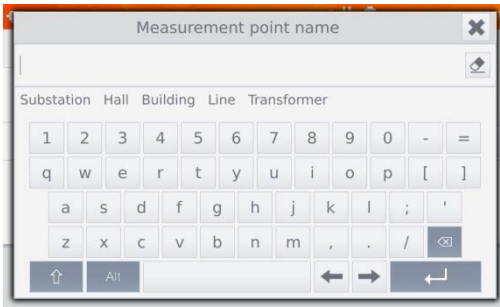 Measurement point name
Substation Hall Building Line Transformer
1 2 3 4 5 6 7 8 9 0 - =
q w e r t y u i o p [ ]
a s d f g h j k l ; '
z x c v b n m , . /
Alt